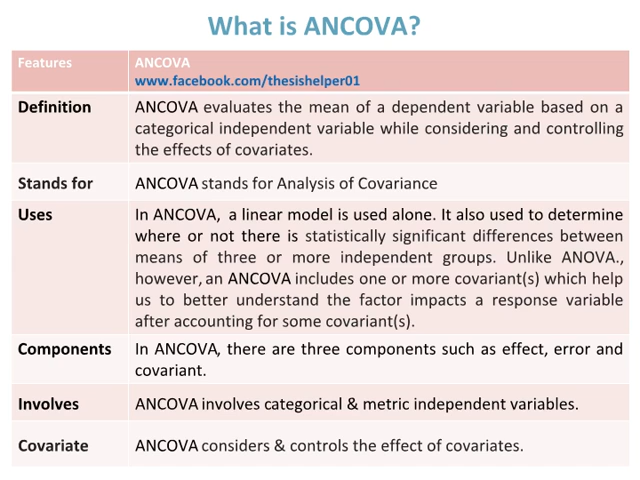 What is ANCOVA?
Features
ANCOVA
www.facebook.com/thesishelper01
Definition
ANCOVA evaluates the mean of a dependent variable based on a
categorical independent variable while considering and controlling
the effects of covariates.
Stands for
ANCOVA stands for Analysis of Covariance
Uses
In ANCOVA, a linear model is used alone. It also used to determine
where or not there is statistically significant differences between
means of three or more independent groups. Unlike ANOVA.,
however, an ANCOVA includes one or more covariant(s) which help
us to better understand the factor impacts a response variable
after accounting for some covariant(s).
Components
In ANCOVA, there are three components such as effect, error and
covariant.
Involves
ANCOVA involves categorical & metric independent variables.
Covariate
ANCOVA considers & controls the effect of covariates.